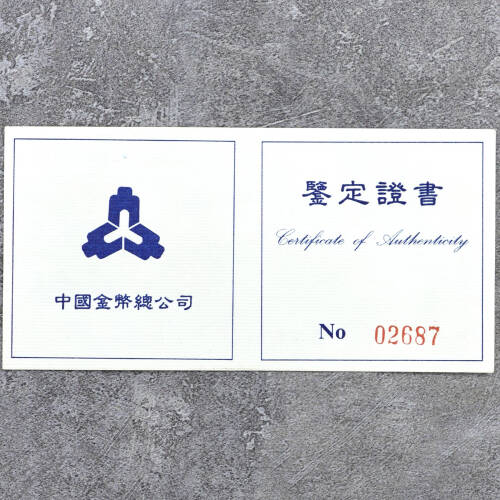 中國金幣總公司
鑒定證書
Certificate of Authenticity
No 02687